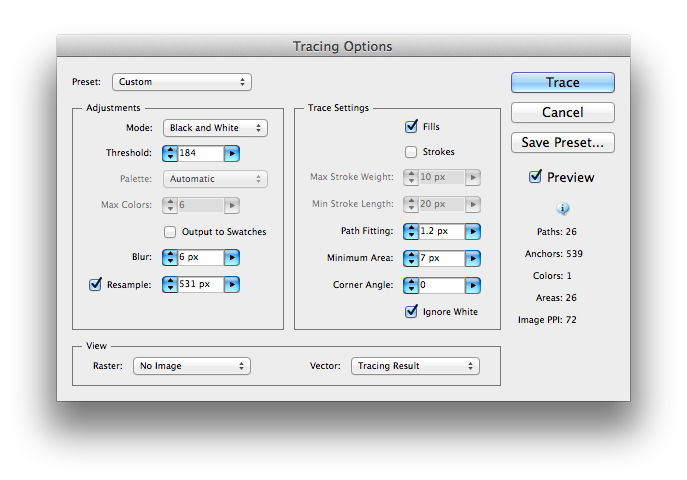 Tracing Options
Preset: Custom
Trace
Cancel
Save Preset...
Preview
Adjustments
Mode: Black and White
Threshold: 184
Palette: Automatic
Max Colors: 6
Output to Swatches
Blur: 6 px
Resample: 531 px
Trace Settings
Fills
Strokes
Max Stroke Weight: 10 px
Min Stroke Length: 20 px
Path Fitting: 1.2 px
Minimum Area: 7 px
Corner Angle: 0
Ignore White
Paths: 26
Anchors: 539
Colors: 1
Areas: 26
Image PPI: 72
View
Raster: No Image
Vector: Tracing Result